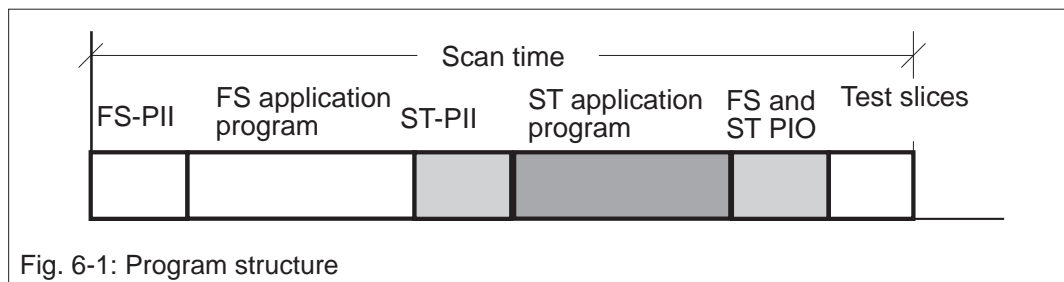 Scan time
FS-PII
FS application
program
ST-PII
ST application
program
FS and
ST PIO
Test slices
Fig. 6-1: Program structure